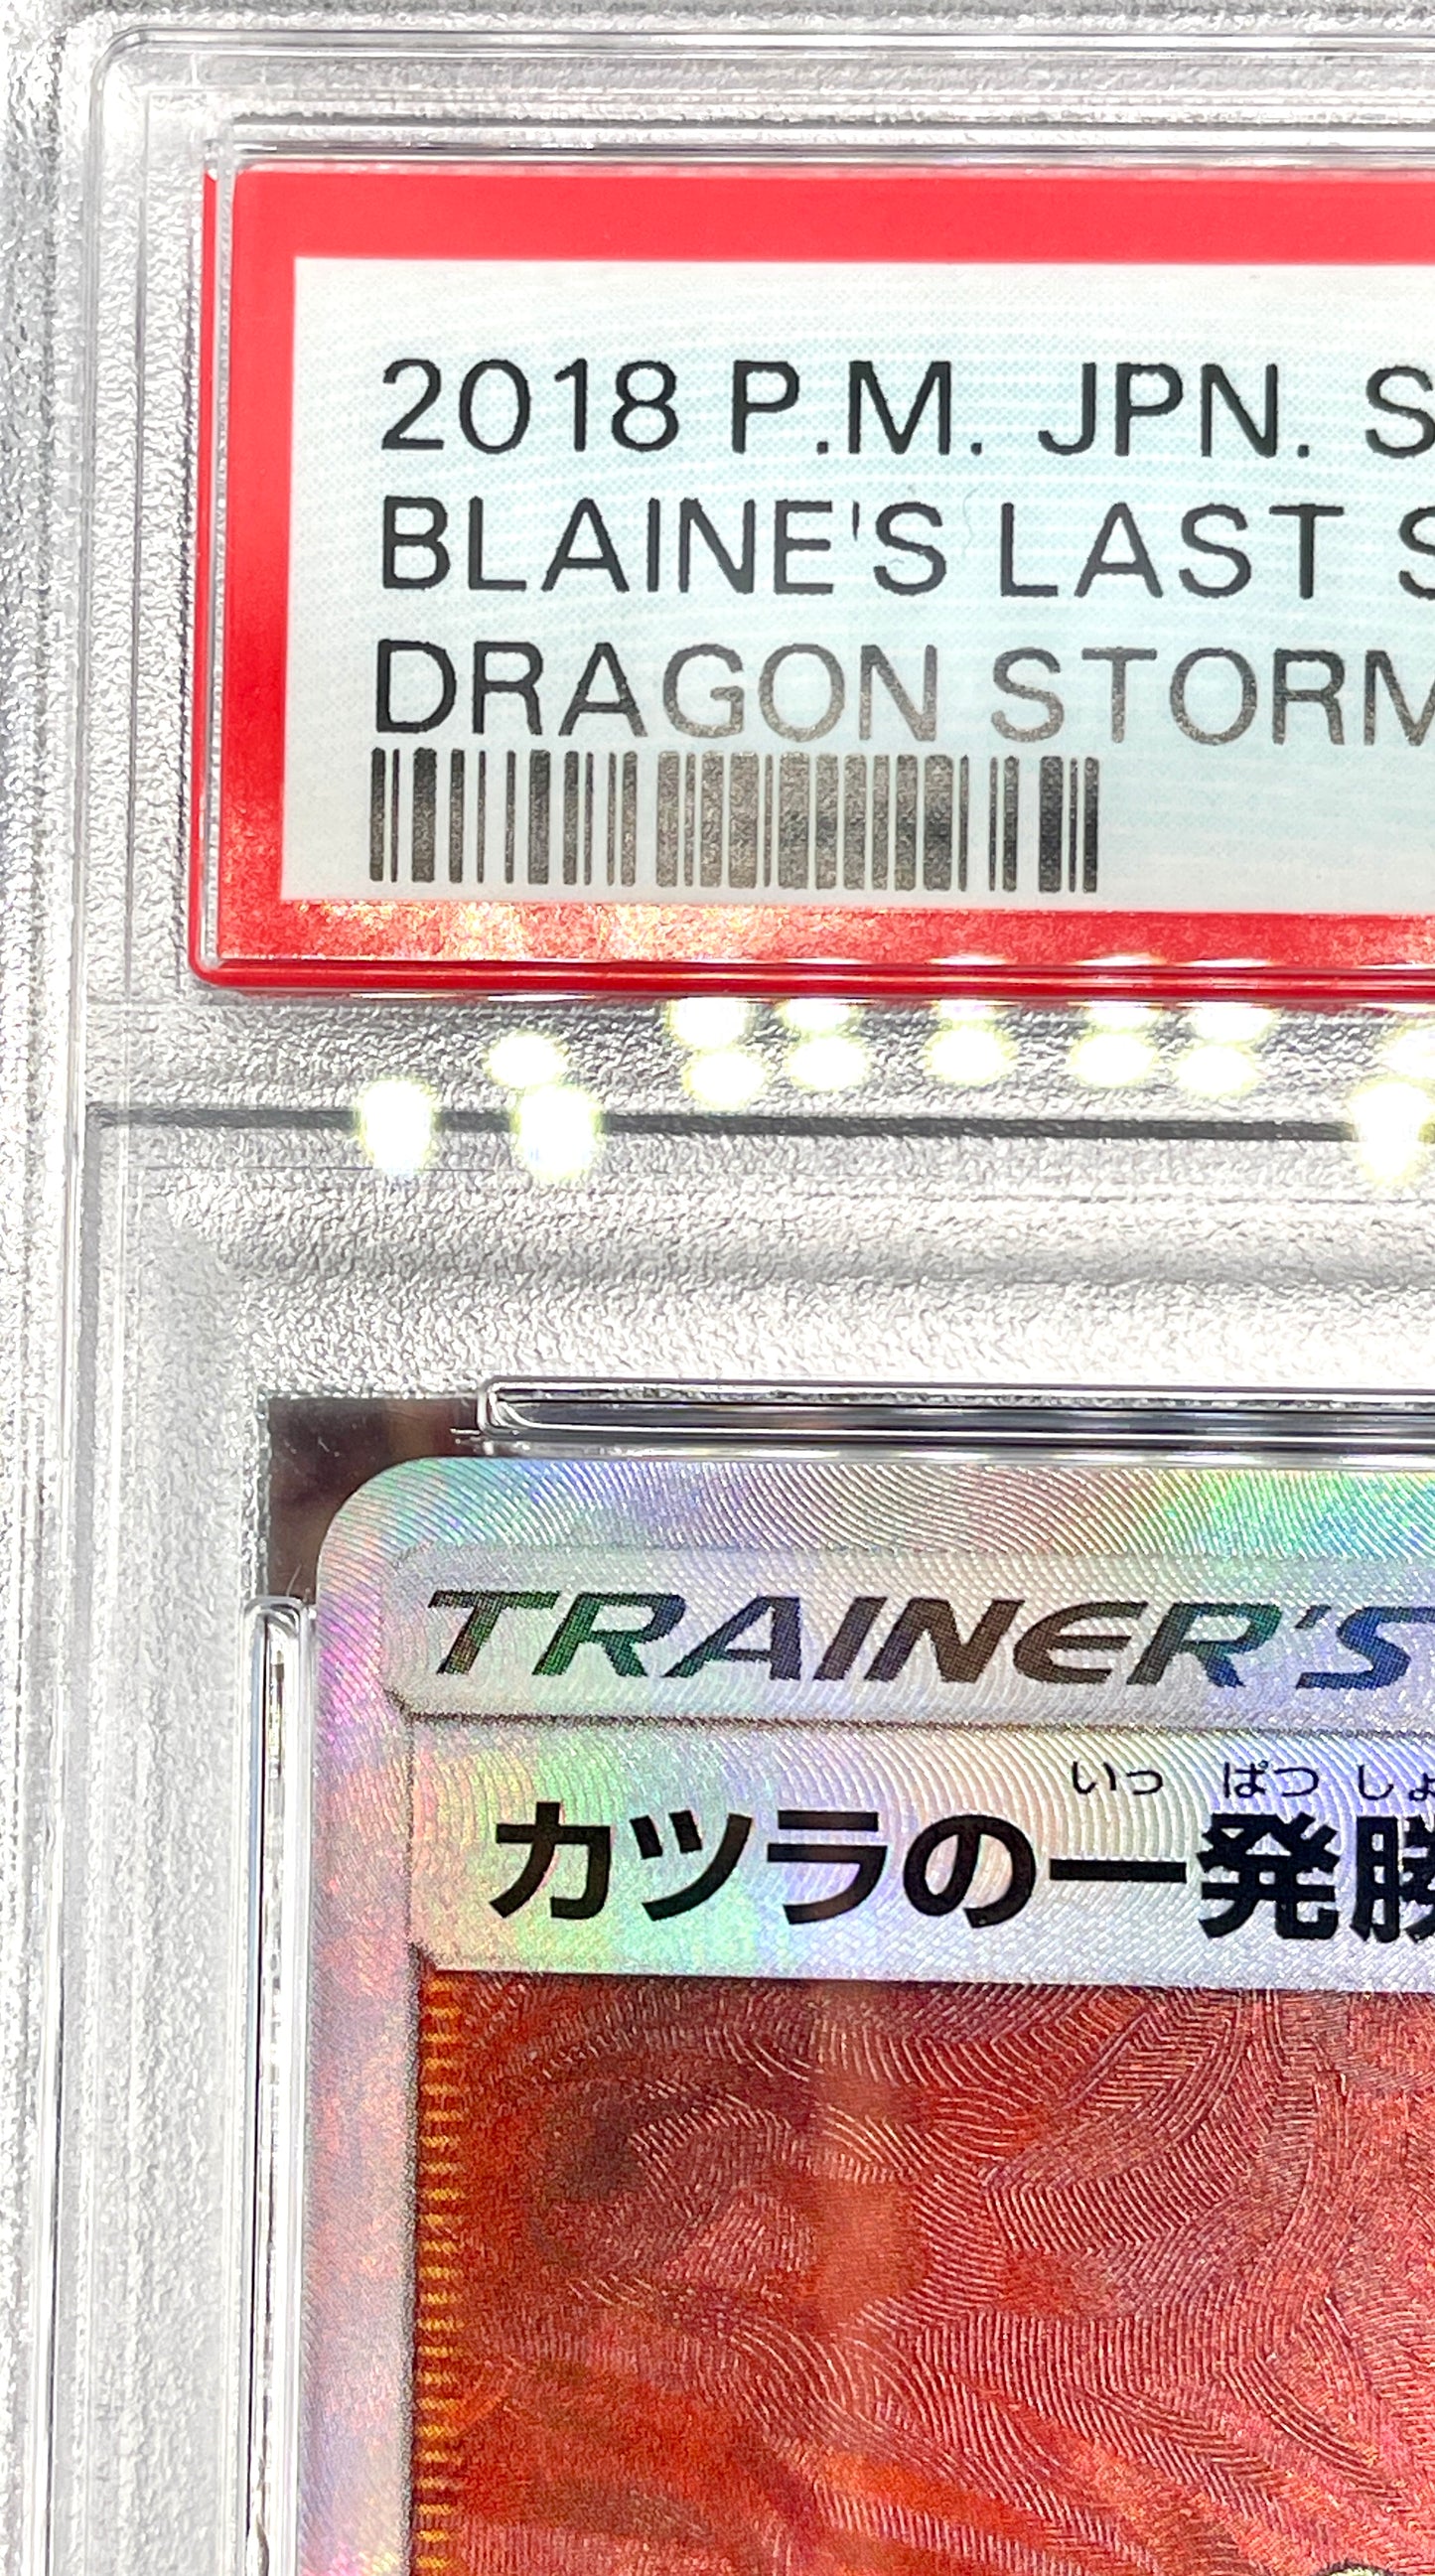 2018 P.M. JPN. S
BLAINE'S LAST S
DRAGON STORM
TRAINER'S
いっ ぱつ しょ
カツラの一発勝